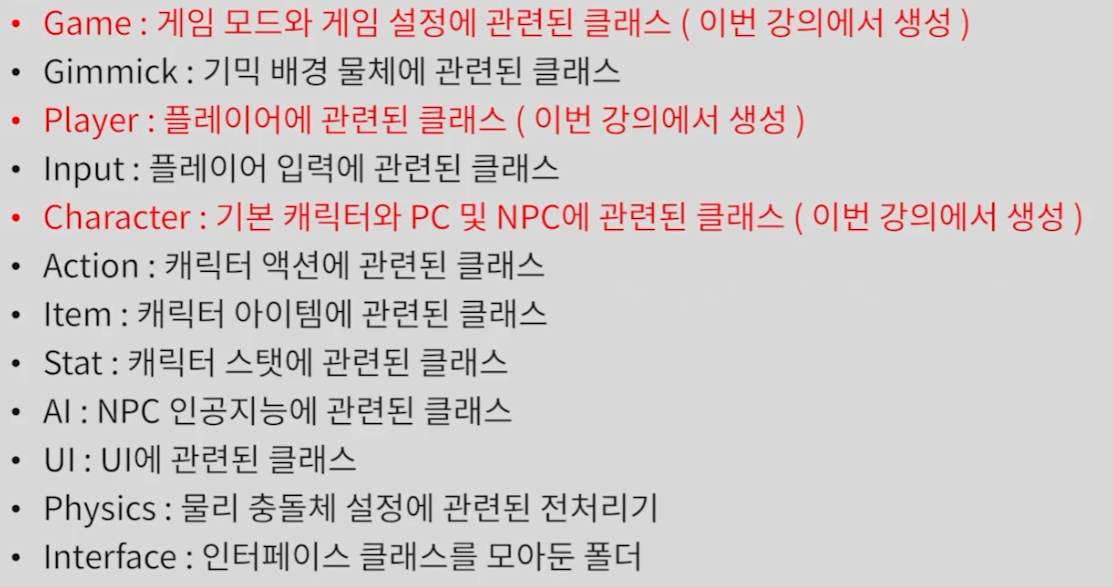 • Game : 게임 모드와 게임 설정에 관련된 클래스 ( 이번 강의에서 생성 )
• Gimmick : 기믹 배경 물체에 관련된 클래스
• Player : 플레이어에 관련된 클래스 ( 이번 강의에서 생성 )
• Input : 플레이어 입력에 관련된 클래스
• Character : 기본 캐릭터와 PC 및 NPC에 관련된 클래스 ( 이번 강의에서 생성 )
• Action : 캐릭터 액션에 관련된 클래스
• Item : 캐릭터 아이템에 관련된 클래스
• Stat : 캐릭터 스탯에 관련된 클래스
• AI : NPC 인공지능에 관련된 클래스
• UI : UI에 관련된 클래스
• Physics : 물리 충돌체 설정에 관련된 전처리기
• Interface : 인터페이스 클래스를 모아둔 폴더